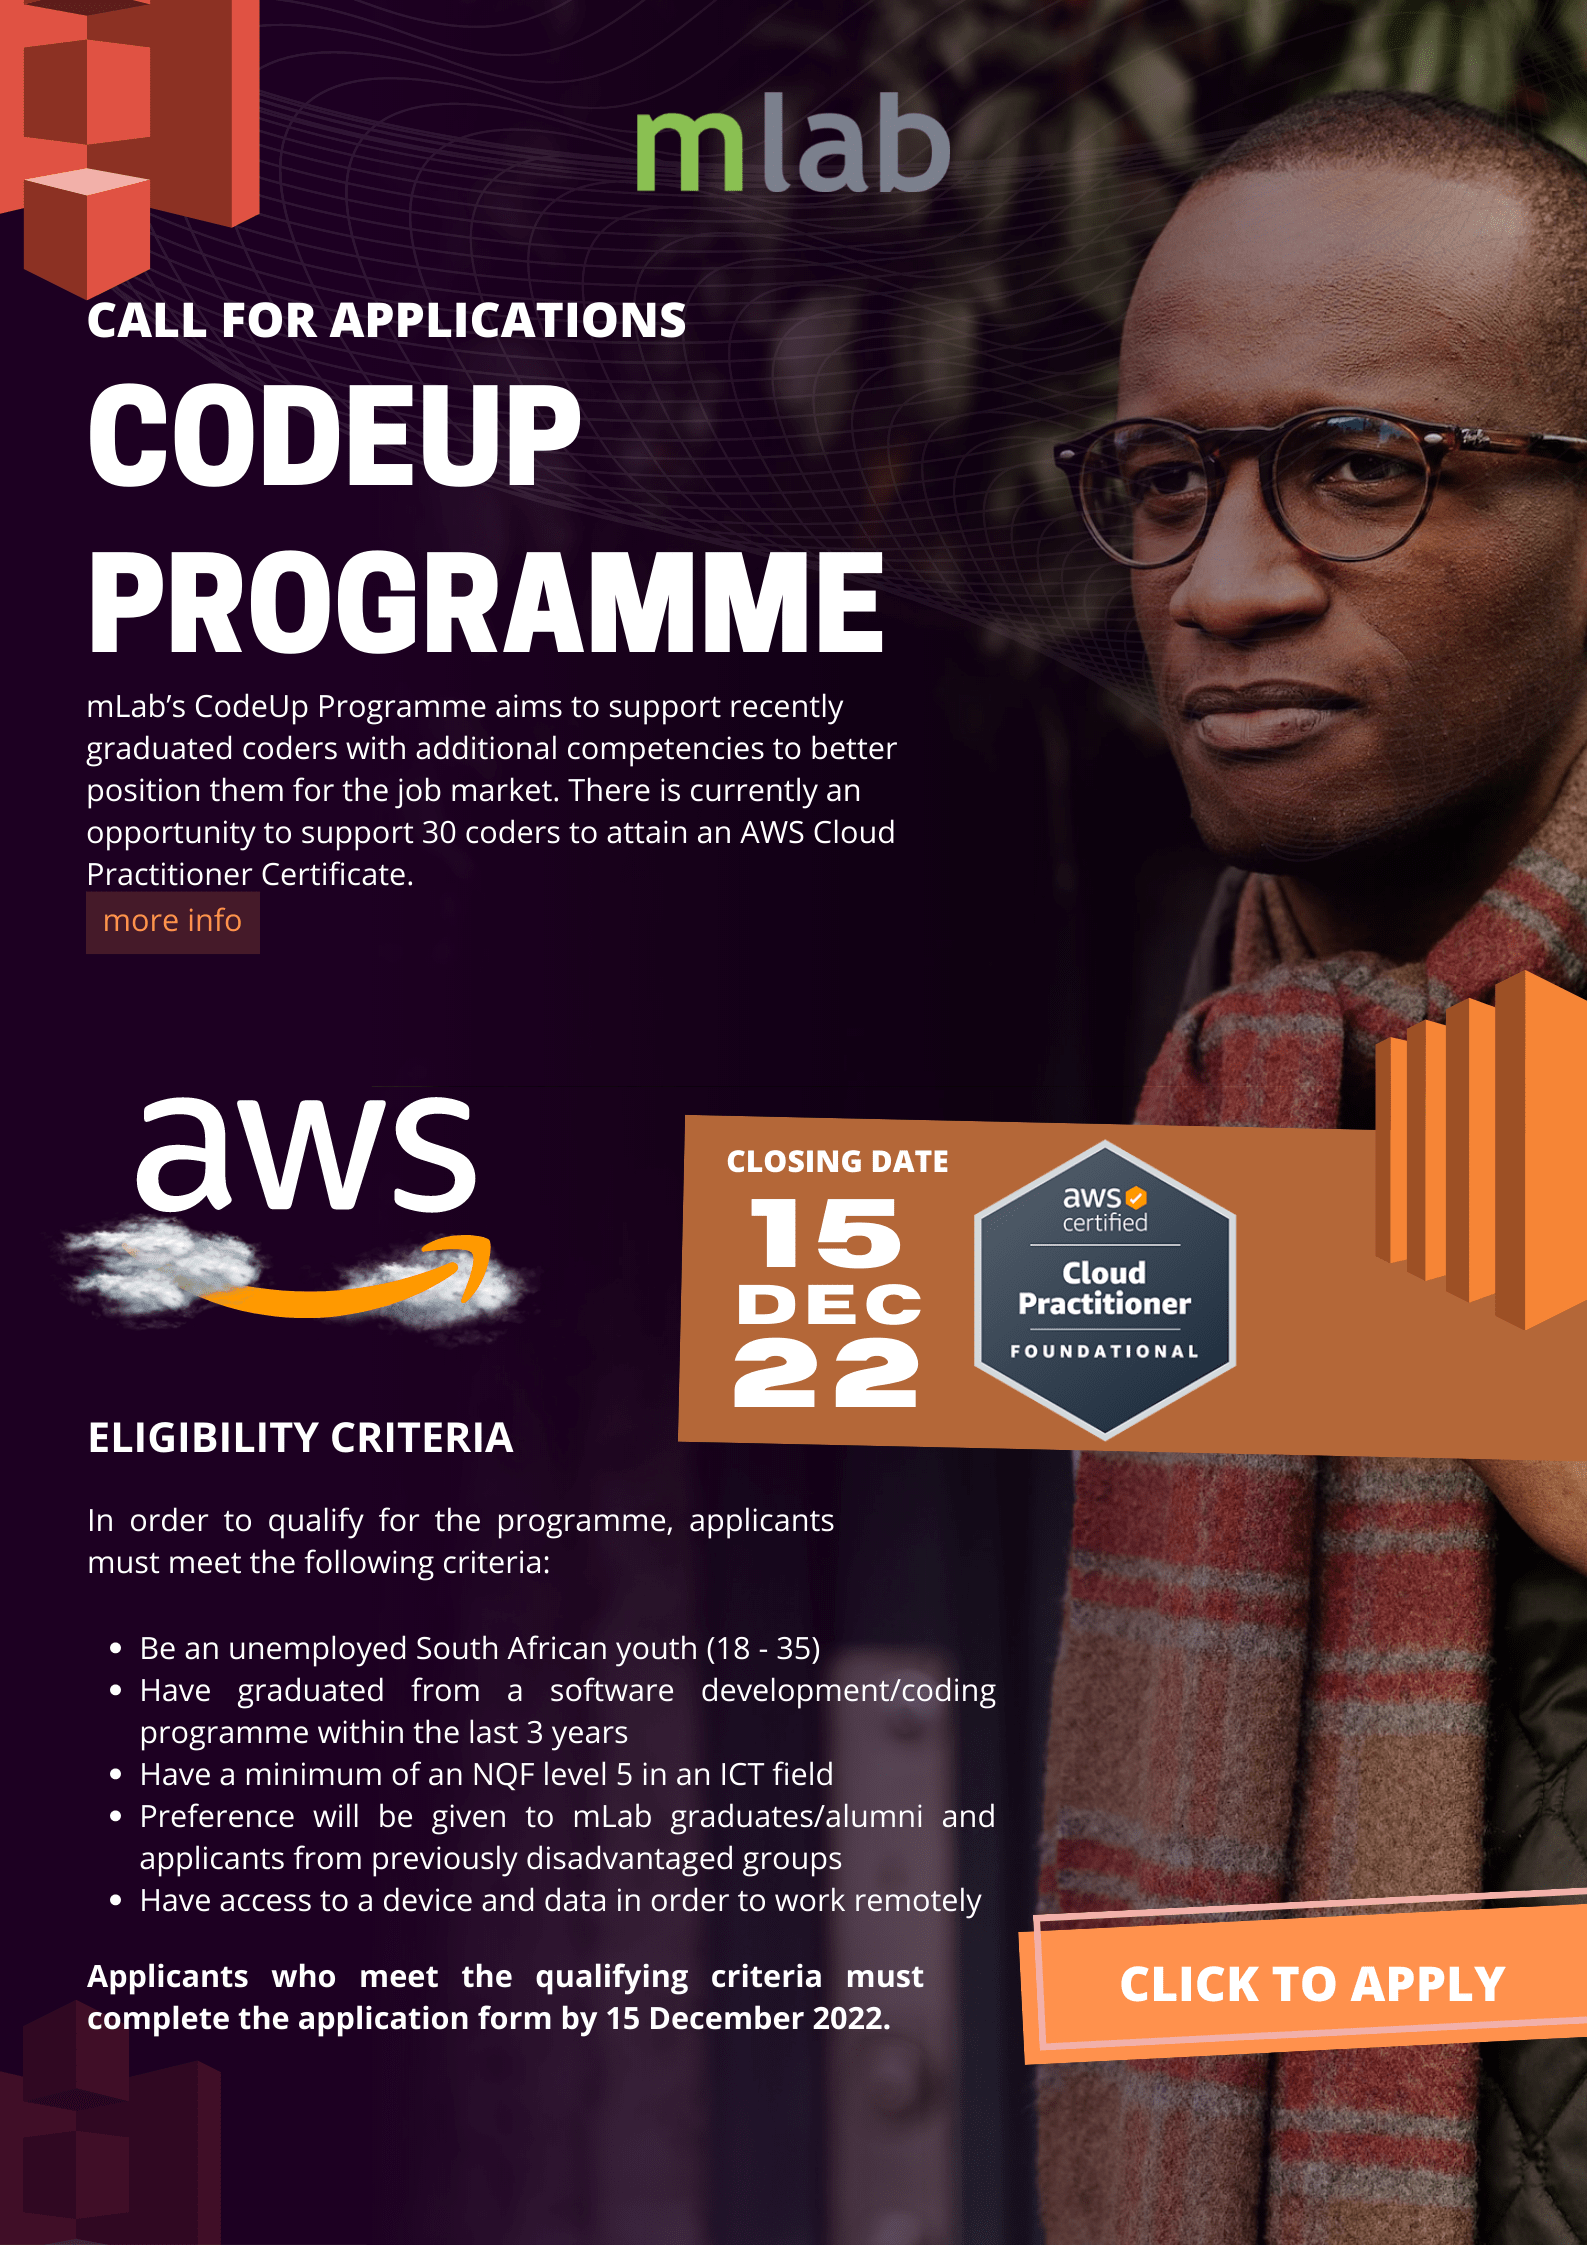 mlab
CALL FOR APPLICATIONS
CODEUP
PROGRAMME
mLab’s CodeUp Programme aims to support recently
graduated coders with additional competencies to better
position them for the job market. There is currently an
opportunity to support 30 coders to attain an AWS Cloud
Practitioner Certificate.
more info
aws
CLOSING DATE
15
DEC
22
aws
certified
Cloud
Practitioner
FOUNDATIONAL
ELIGIBILITY CRITERIA
In order to qualify for the programme, applicants
must meet the following criteria:
• Be an unemployed South African youth (18 - 35)
• Have graduated from a software development/coding
programme within the last 3 years
• Have a minimum of an NQF level 5 in an ICT field
• Preference will be given to mLab graduates/alumni and
applicants from previously disadvantaged groups
• Have access to a device and data in order to work remotely
Applicants who meet the qualifying criteria must
complete the application form by 15 December 2022.
CLICK TO APPLY
Ray-Ban